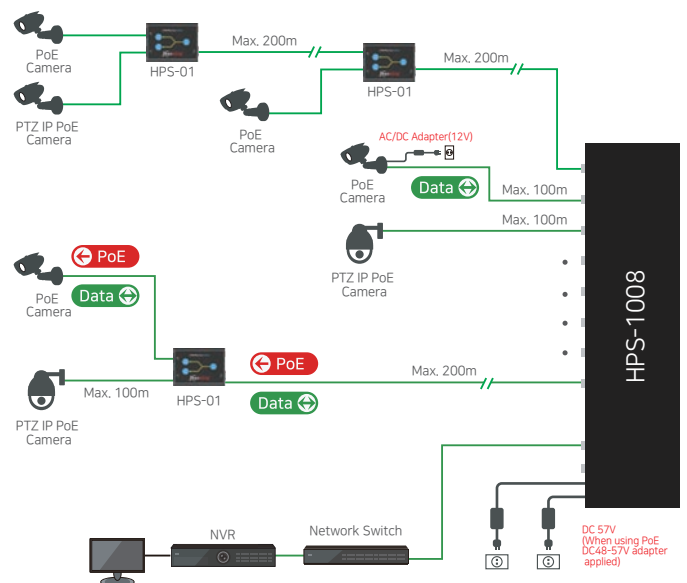 PoE
Camera
HPS-01
Max. 200m
HPS-01
Max. 200m
PTZ IP PoE
Camera
PoE
Camera
AC/DC Adapter(12V)
PoE
Camera
Data
Max. 100m
Max. 100m
PTZ IP PoE
Camera
HPS-1008
PoE
Data
PoE
Camera
PoE
Data
Max. 200m
Max. 100m
HPS-01
PTZ IP PoE
Camera
NVR
Network Switch
DC 57V
(When using PoE
DC48-57V adapter
applied)